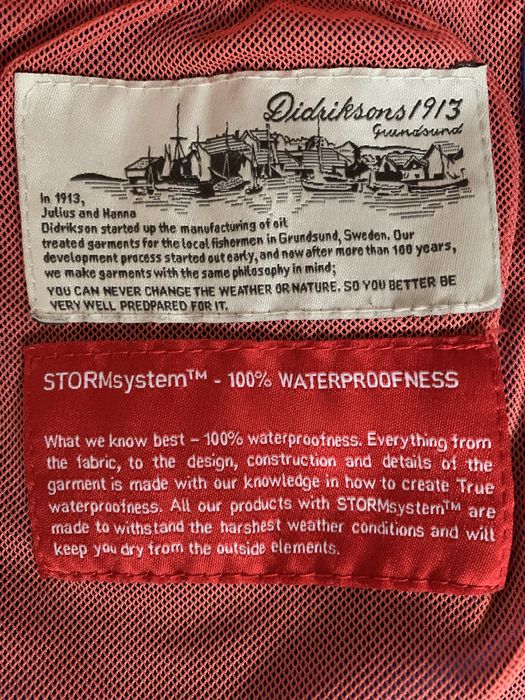 Didriksons1913
Grundsund
In 1913,
Julius and Hanna
Didrikson started up the manufacturing of oil
treated garments for the local fishermen in Grundsund, Sweden. Our
development process started out early, and now after more than 100 years,
we make garments with the same philosophy in mind;
YOU CAN NEVER CHANGE THE WEATHER OR NATURE. SO YOU BETTER BE
VERY WELL PREDPARED FOR IT.
STORMsystem™ - 100% WATERPROOFNESS
What we know best - 100% waterproofness. Everything from
the fabric, to the design, construction and details of the
garment is made with our knowledge in how to create True
waterproofness. All our products with STORMsystem™ are
made to withstand the harshest weather conditions and will
keep you dry from the outside elements.